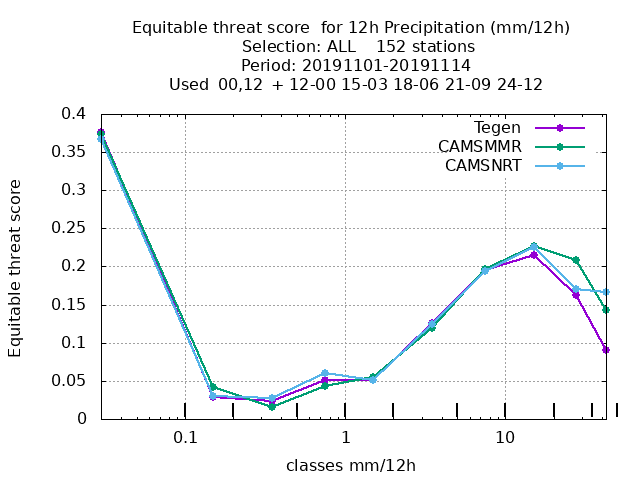 Equitable threat score  for 12h Precipitation (mm/12h)
Selection: ALL    152 stations
Period: 20191101-20191114
Used  00,12  + 12-00 15-03 18-06 21-09 24-12
Tegen
CAMSMMR
CAMSNRT
0.4
0.35
0.3
0.25
0.2
0.15
0.1
0.05
0
Equitable threat score
0.1
1
10
classes mm/12h